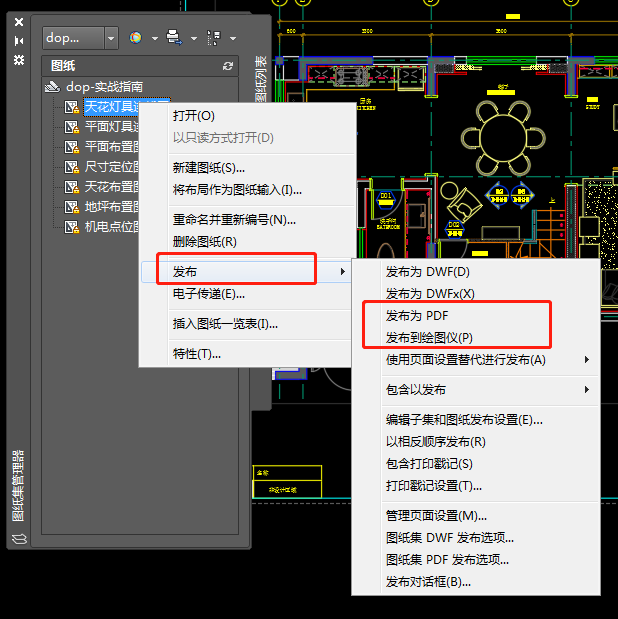 dop...
图纸
dop-实战指南
天花灯具
平面灯具
平面布置图
尺寸定位图
天花布置图
地坪布置图
机电点位图
图纸集管理器
图纸列表
打开(O)
以只读方式打开(D)
新建图纸(S)...
将布局作为图纸输入(I)...
重命名并重新编号(N)...
删除图纸(R)
发布
电子传递(E)...
插入图纸一览表(I)...
特性(T)...
发布为 DWF(D)
发布为 DWFx(X)
发布为 PDF
发布到绘图仪(P)
使用页面设置替代进行发布(A)
包含以发布
编辑子集和图纸发布设置(E)...
以相反顺序发布(R)
包含打印戳记(S)
打印戳记设置(T)...
管理页面设置(M)...
图纸集 DWF 发布选项...
图纸集 PDF 发布选项...
发布对话框(B)...
600
3300
3600
KITCHEN
STUDY
D01
BATHROOM
D02
上